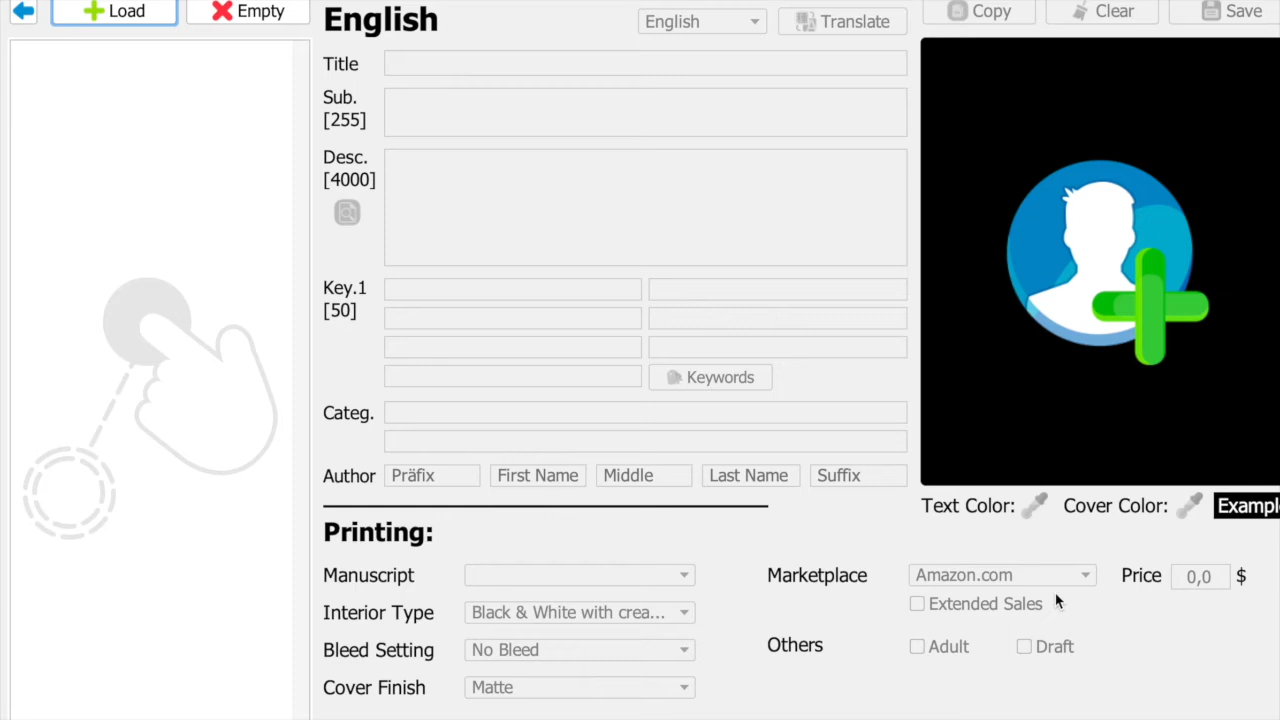 Load
Empty
English
English
Translate
Copy
Clear
Save
Title
Sub.
[255]
Desc.
[4000]
Key.1
[50]
Keywords
Categ.
Author
Präfix
First Name
Middle
Last Name
Suffix
Text Color:
Cover Color:
Printing:
Manuscript
Marketplace
Amazon.com
Price
0,0
$
Extended Sales
Interior Type
Black & White with crea...
Others
Adult
Draft
Bleed Setting
No Bleed
Cover Finish
Matte